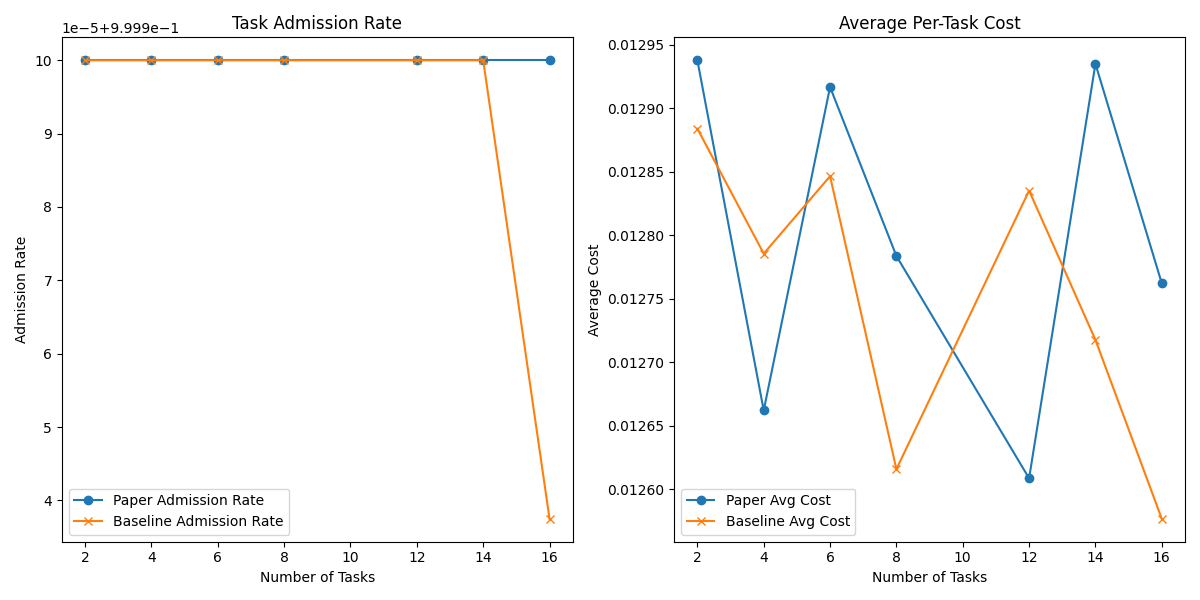 Task Admission Rate
1e−5+9.999e−1
10
9
8
7
6
5
4
Admission Rate
Paper Admission Rate
Baseline Admission Rate
2 4 6 8 10 12 14 16
Number of Tasks
Average Per-Task Cost
0.01295
0.01290
0.01285
0.01280
0.01275
0.01270
0.01265
0.01260
Average Cost
Paper Avg Cost
Baseline Avg Cost
2 4 6 8 10 12 14 16
Number of Tasks